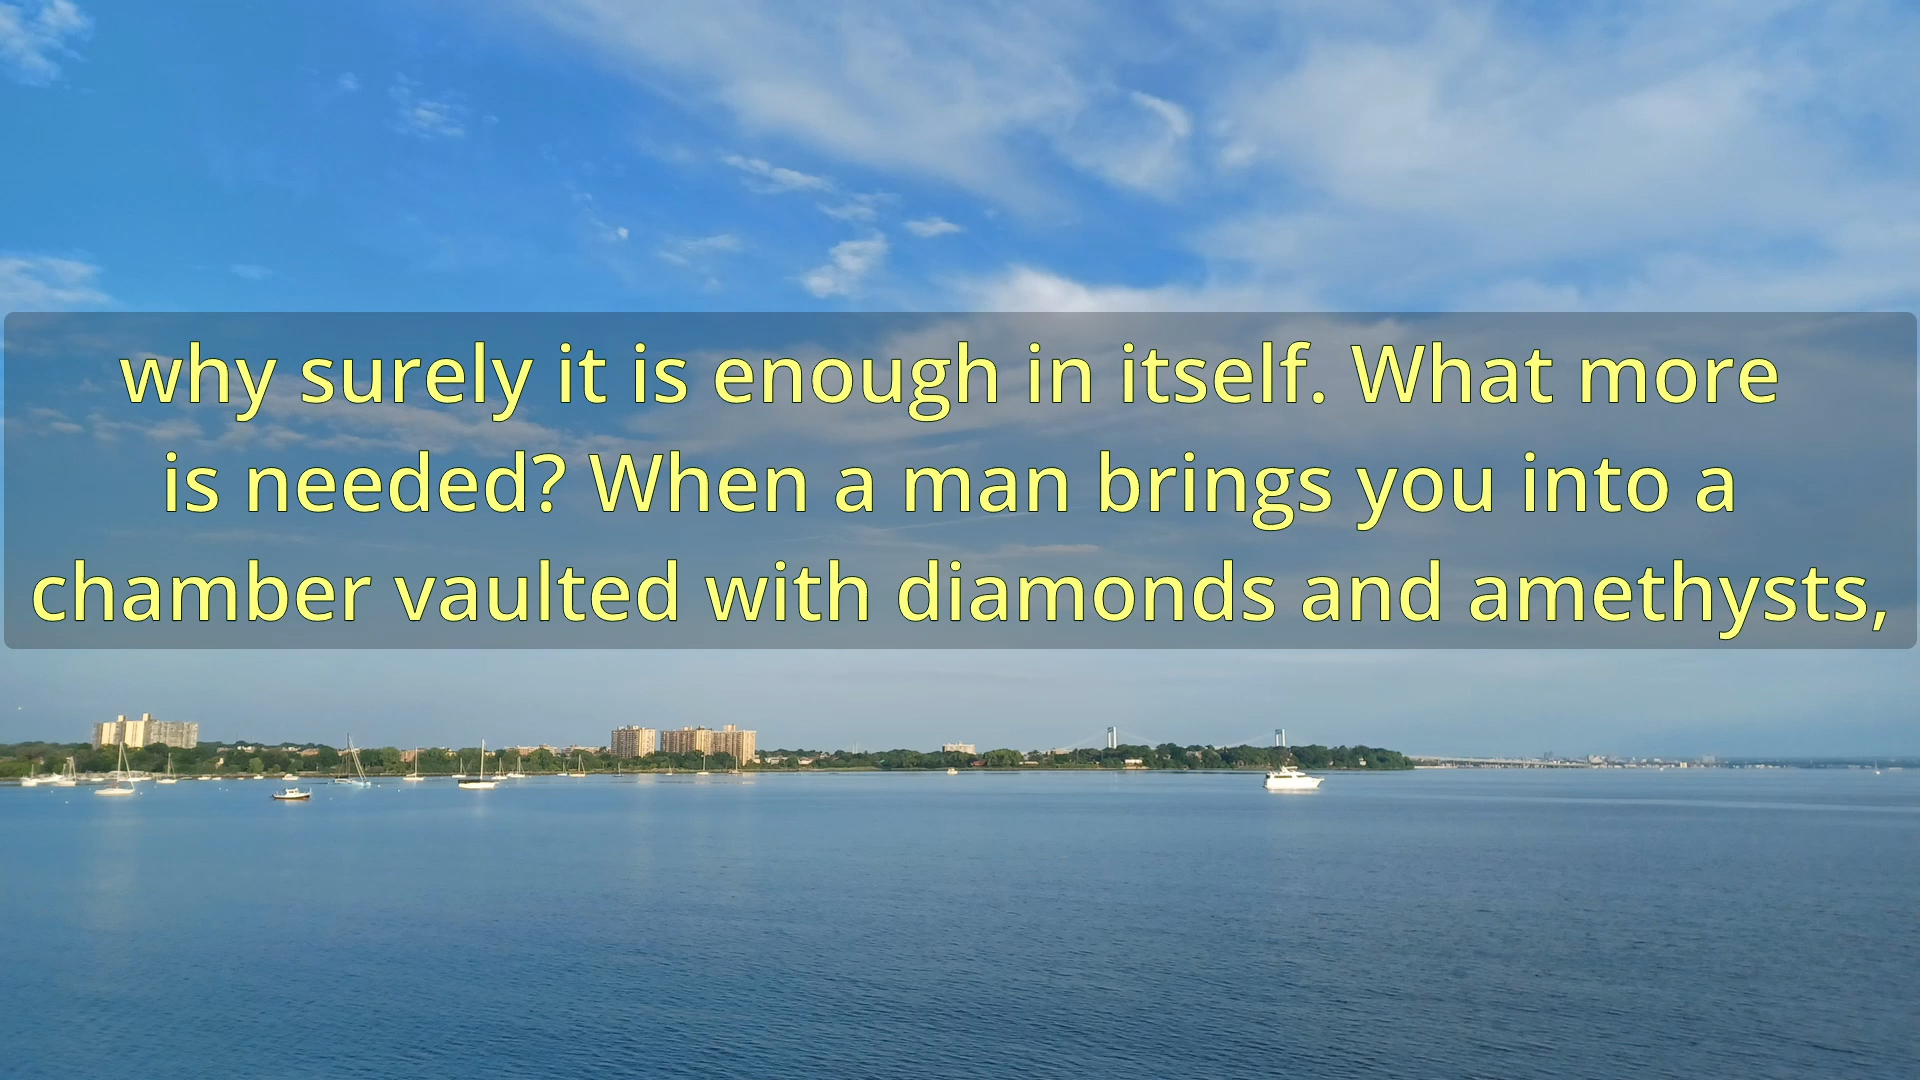 why surely it is enough in itself. What more
is needed? When a man brings you into a
chamber vaulted with diamonds and amethysts,